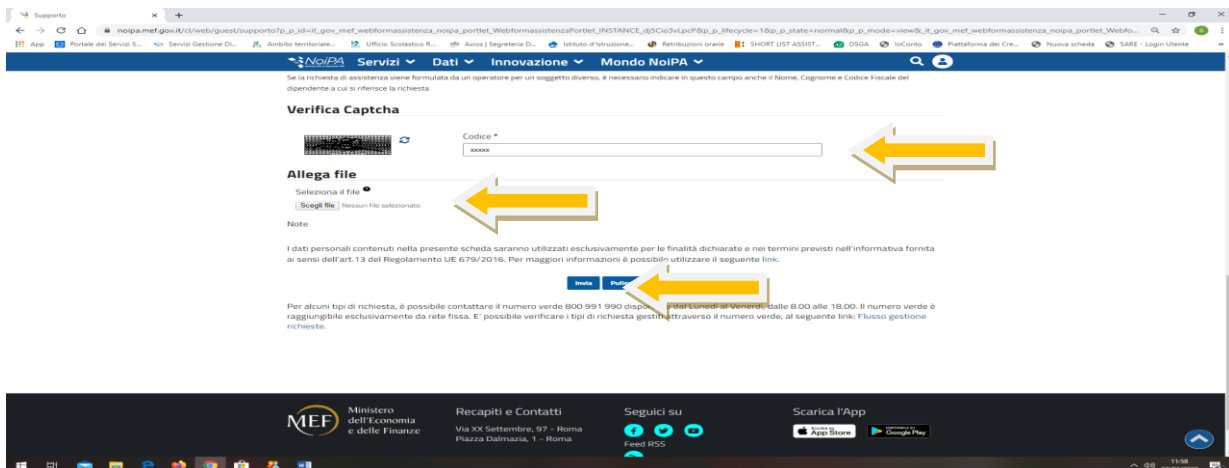 Supporto
noipa.mef.gov.it/cl/web/guest/supporto?p_p_id=it_gov_mef_webformassistenza_noipa_portlet_WebformassistenzaPortlet_INSTANCE_djSCio3vLpcP&p_p_lifecycle=1&p_p_state=normal&p_p_mode=view&_it_gov_mef_webformassistenza_noipa_portlet_Webfo...
App Portale dei Servizi S... Servizi Gestione Di... Ambito territoriale... Ufficio Scolastico R... Axios | Segreteria D... Istituto d'Istruzione... Retribuzioni orarie SHORT LIST ASSIST... DSGA IoConto Piattaforma dei Cre... Nuova scheda SARE - Login Utente
NoiPA Servizi Dati Innovazione Mondo NoiPA
Se la richiesta di assistenza viene formulata da un operatore per un soggetto diverso, è necessario indicare in questo campo anche il Nome, Cognome e Codice Fiscale del
dipendente a cui si riferisce la richiesta
Verifica Captcha
Codice *
xxxxx
Allega file
Seleziona il file
Scegli file Nessun file selezionato
Note
I dati personali contenuti nella presente scheda saranno utilizzati esclusivamente per le finalità dichiarate e nei termini previsti nell'informativa fornita
ai sensi dell'art.13 del Regolamento UE 679/2016. Per maggiori informazioni è possibile utilizzare il seguente link.
Invia
Per alcuni tipi di richiesta, è possibile contattare il numero verde 800 991 990 dal Lunedì al Venerdì, dalle 8.00 alle 18.00. Il numero verde è
raggiungibile esclusivamente da rete fissa. E' possibile verificare i tipi di richiesta gestiti attraverso il numero verde, al seguente link: Flusso gestione
richieste.
MEF Ministero
dell'Economia
e delle Finanze
Recapiti e Contatti
Via XX Settembre, 97 - Roma
Piazza Dalmazia, 1 - Roma
Seguici su
Feed RSS
Scarica l'App
App Store
Google Play
11:58